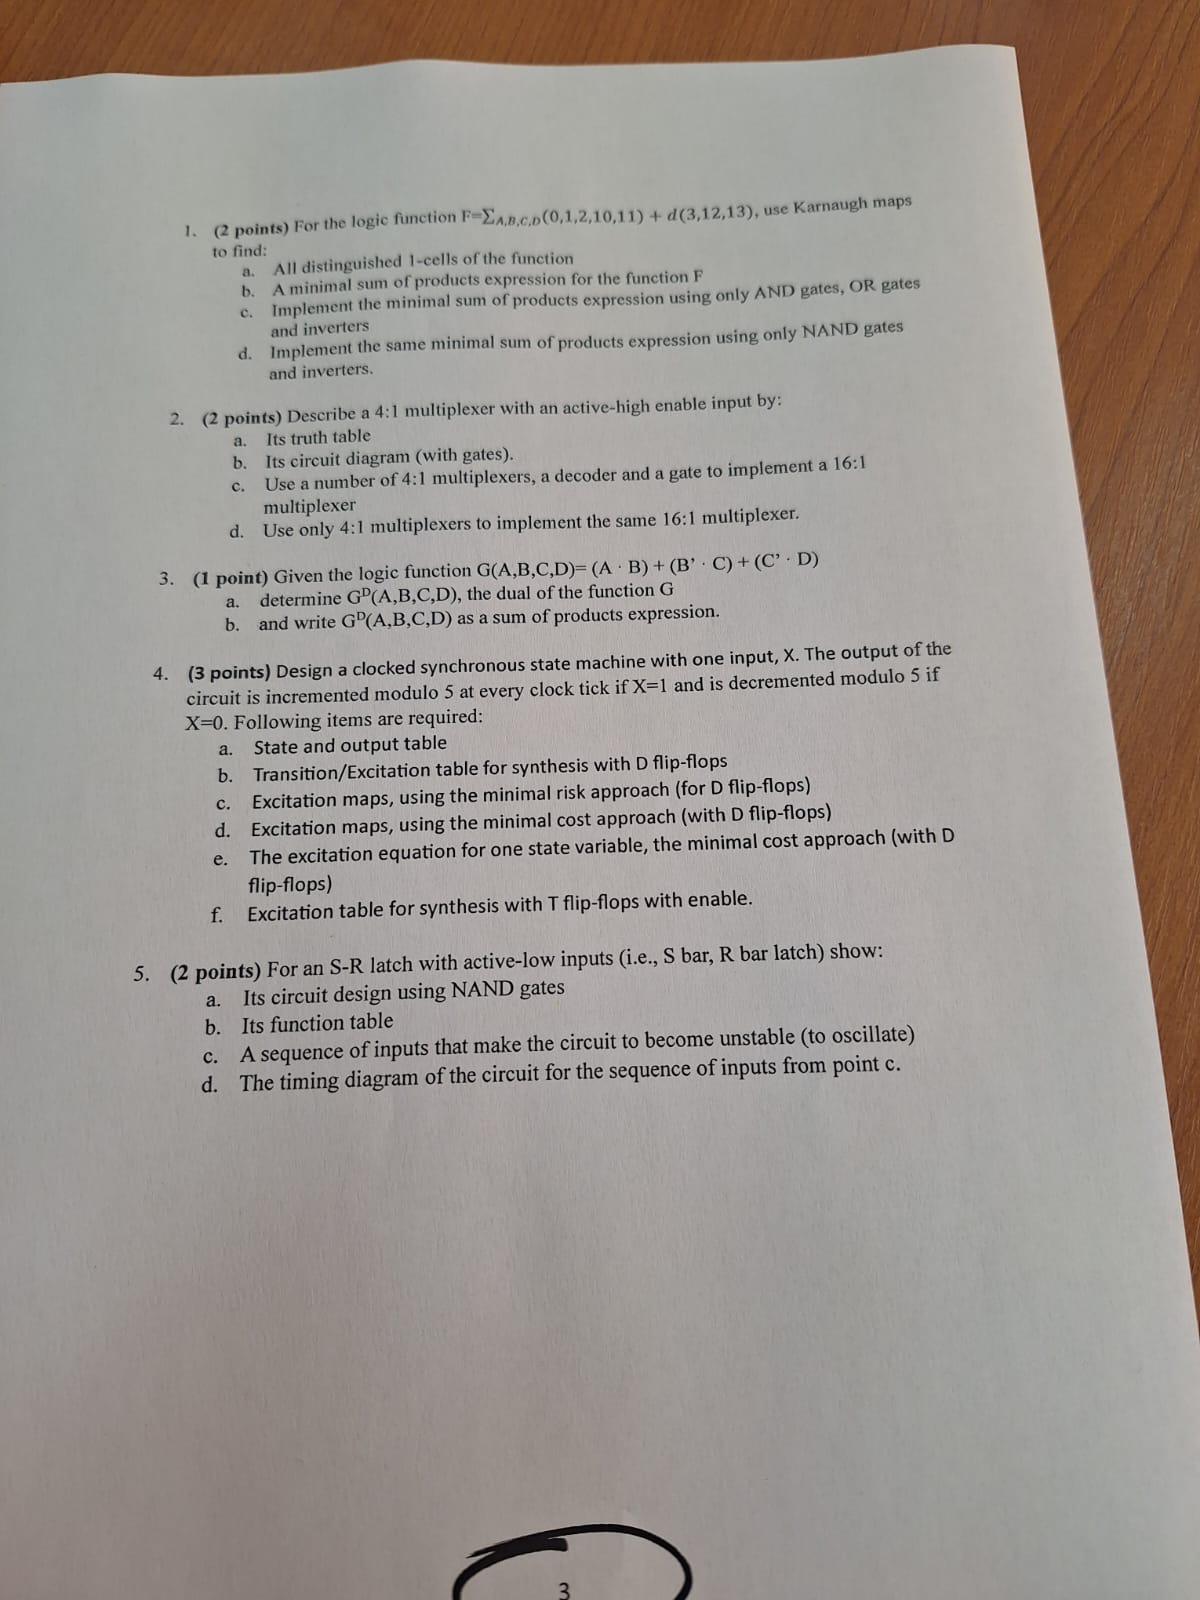 1. (2 points) For the logic function F=∑A,B,C,D(0,1,2,10,11) + d(3,12,13), use Karnaugh maps
to find:
a. All distinguished 1-cells of the function
b. A minimal sum of products expression for the function F
c. Implement the minimal sum of products expression using only AND gates, OR gates
and inverters
d. Implement the same minimal sum of products expression using only NAND gates
and inverters.
2. (2 points) Describe a 4:1 multiplexer with an active-high enable input by:
a. Its truth table
b. Its circuit diagram (with gates).
c. Use a number of 4:1 multiplexers, a decoder and a gate to implement a 16:1
multiplexer
d. Use only 4:1 multiplexers to implement the same 16:1 multiplexer.
3. (1 point) Given the logic function G(A,B,C,D)= (A · B) + (B’ · C) + (C’ · D)
a. determine Gᴰ(A,B,C,D), the dual of the function G
b. and write Gᴰ(A,B,C,D) as a sum of products expression.
4. (3 points) Design a clocked synchronous state machine with one input, X. The output of the
circuit is incremented modulo 5 at every clock tick if X=1 and is decremented modulo 5 if
X=0. Following items are required:
a. State and output table
b. Transition/Excitation table for synthesis with D flip-flops
c. Excitation maps, using the minimal risk approach (for D flip-flops)
d. Excitation maps, using the minimal cost approach (with D flip-flops)
e. The excitation equation for one state variable, the minimal cost approach (with D
flip-flops)
f. Excitation table for synthesis with T flip-flops with enable.
5. (2 points) For an S-R latch with active-low inputs (i.e., S bar, R bar latch) show:
a. Its circuit design using NAND gates
b. Its function table
c. A sequence of inputs that make the circuit to become unstable (to oscillate)
d. The timing diagram of the circuit for the sequence of inputs from point c.
3